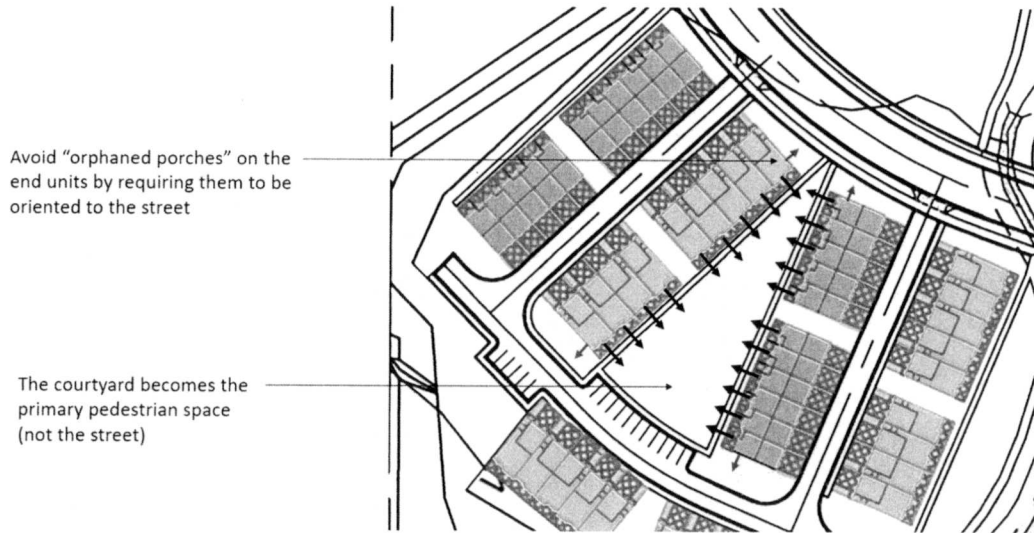 Avoid “orphaned porches” on the
end units by requiring them to be
oriented to the street
The courtyard becomes the
primary pedestrian space
(not the street)